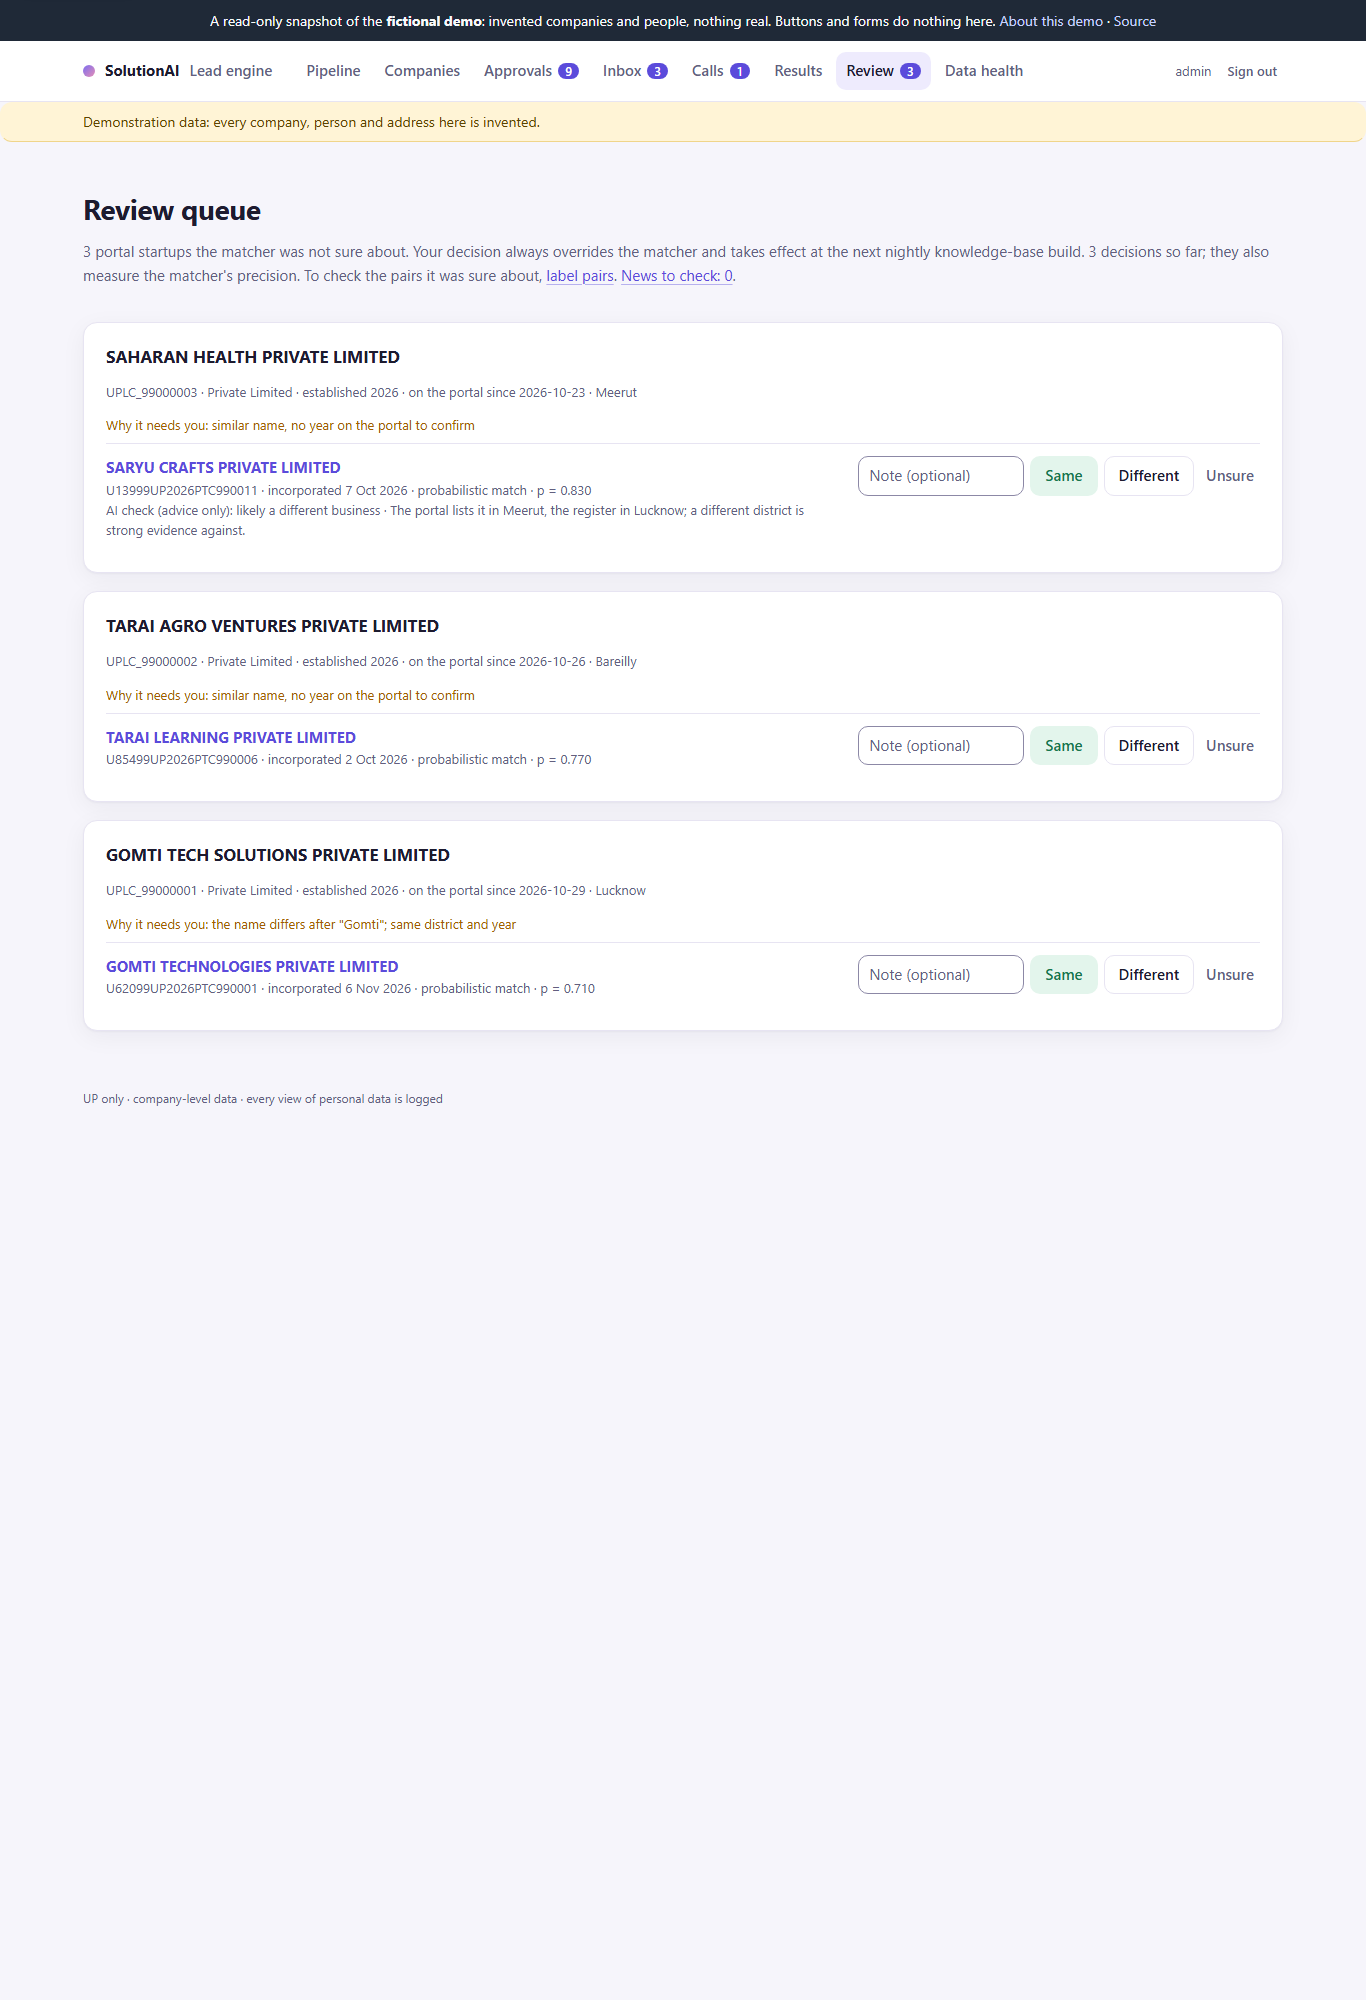 A read-only snapshot of the fictional demo: invented companies and people, nothing real. Buttons and forms do nothing here. About this demo · Source
SolutionAI Lead engine Pipeline Companies Approvals 9 Inbox 3 Calls 1 Results Review 3 Data health admin Sign out
Demonstration data: every company, person and address here is invented.
Review queue
3 portal startups the matcher was not sure about. Your decision always overrides the matcher and takes effect at the next nightly knowledge-base build. 3 decisions so far; they also
measure the matcher's precision. To check the pairs it was sure about, label pairs. News to check: 0.
SAHARAN HEALTH PRIVATE LIMITED
UPLC_99000003 · Private Limited · established 2026 · on the portal since 2026-10-23 · Meerut
Why it needs you: similar name, no year on the portal to confirm
SARYU CRAFTS PRIVATE LIMITED
U13999UP2026PTC990011 · incorporated 7 Oct 2026 · probabilistic match · p = 0.830
AI check (advice only): likely a different business · The portal lists it in Meerut, the register in Lucknow; a different district is
strong evidence against.
Note (optional) Same Different Unsure
TARAI AGRO VENTURES PRIVATE LIMITED
UPLC_99000002 · Private Limited · established 2026 · on the portal since 2026-10-26 · Bareilly
Why it needs you: similar name, no year on the portal to confirm
TARAI LEARNING PRIVATE LIMITED
U85499UP2026PTC990006 · incorporated 2 Oct 2026 · probabilistic match · p = 0.770
Note (optional) Same Different Unsure
GOMTI TECH SOLUTIONS PRIVATE LIMITED
UPLC_99000001 · Private Limited · established 2026 · on the portal since 2026-10-29 · Lucknow
Why it needs you: the name differs after "Gomti"; same district and year
GOMTI TECHNOLOGIES PRIVATE LIMITED
U62099UP2026PTC990001 · incorporated 6 Nov 2026 · probabilistic match · p = 0.710
Note (optional) Same Different Unsure
UP only · company-level data · every view of personal data is logged